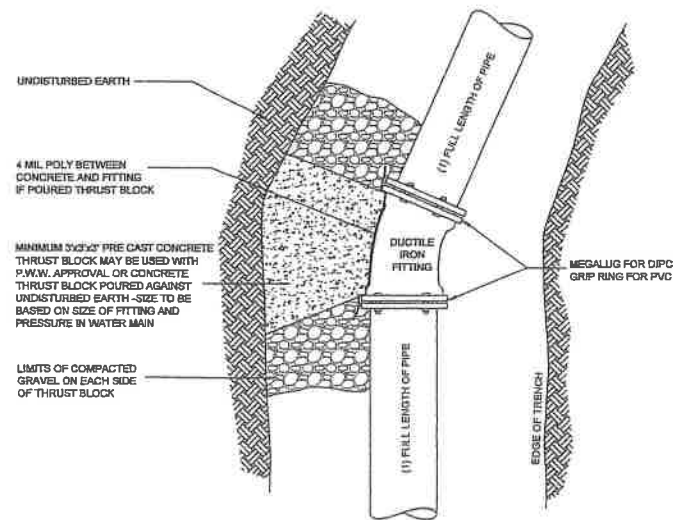 UNDISTURBED EARTH
4 MIL POLY BETWEEN
CONCRETE AND FITTING
IF POURED THRUST BLOCK
MINIMUM 3'x3'x3' PRE CAST CONCRETE
THRUST BLOCK MAY BE USED WITH
P.W.W. APPROVAL OR CONCRETE
THRUST BLOCK POURED AGAINST
UNDISTURBED EARTH -SIZE TO BE
BASED ON SIZE OF FITTING AND
PRESSURE IN WATER MAIN
LIMITS OF COMPACTED
GRAVEL ON EACH SIDE
OF THRUST BLOCK
(1) FULL LENGTH OF PIPE
DUCTILE
IRON
FITTING
(1) FULL LENGTH OF PIPE
MEGALUG FOR DIPC
GRIP RING FOR PVC
EDGE OF TRENCH